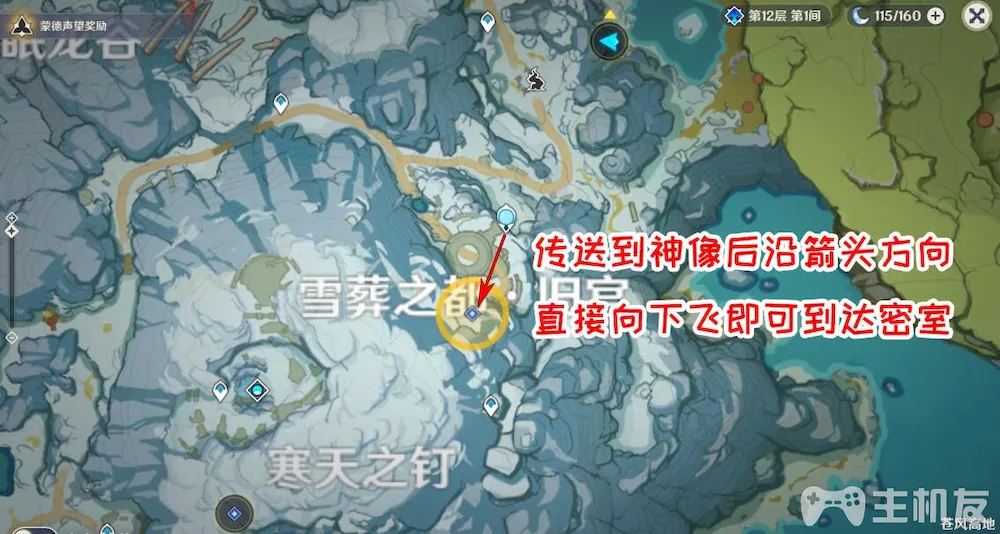 蒙德声望奖励
第12层 第1间
115/160
眠龙谷
传送到神像后沿箭头方向
雪葬之都·旧宫
直接向下飞即可到达密室
寒天之钉
主机友
苍风高地